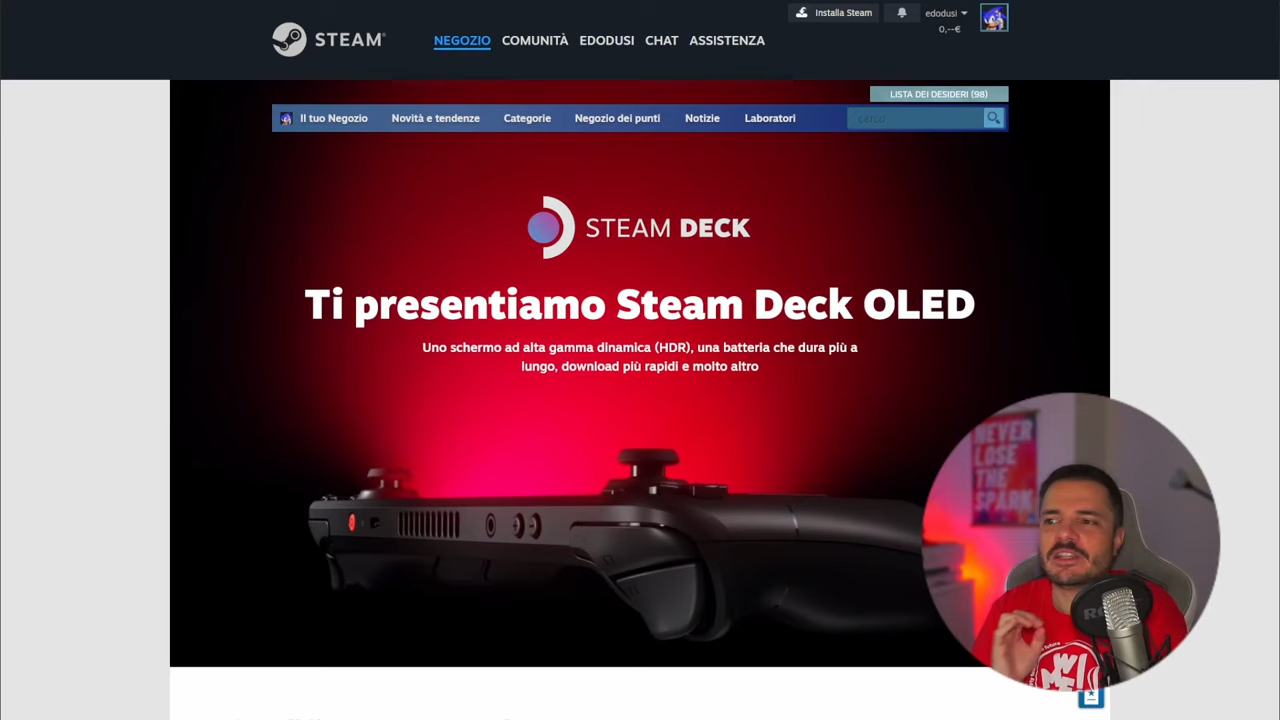 Installa Steam
edodusi
0,--€
STEAM®
NEGOZIO COMUNITÀ EDODUSI CHAT ASSISTENZA
LISTA DEI DESIDERI (98)
Il tuo Negozio Novità e tendenze Categorie Negozio dei punti Notizie Laboratori cerca
STEAM DECK
Ti presentiamo Steam Deck OLED
Uno schermo ad alta gamma dinamica (HDR), una batteria che dura più a
lungo, download più rapidi e molto altro
NEVER
LOSE
THE
SPARK